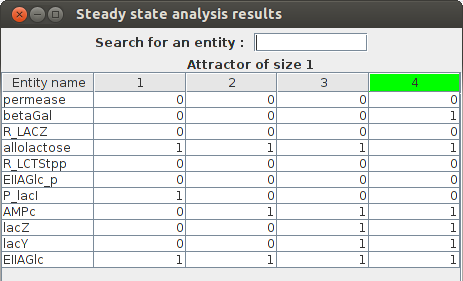 Steady state analysis results
Search for an entity :
Attractor of size 1
Entity name 1 2 3 4
permease 0 0 0 0
betaGal 0 0 0 1
R_LACZ 0 0 0 0
allolactose 1 1 1 1
R_LCTStpp 0 0 0 0
EIIAGlc_p 0 0 0 0
P_lacI 1 0 0 0
AMPc 0 1 1 1
lacZ 0 0 1 1
lacY 0 0 1 1
EIIAGlc 1 1 1 1